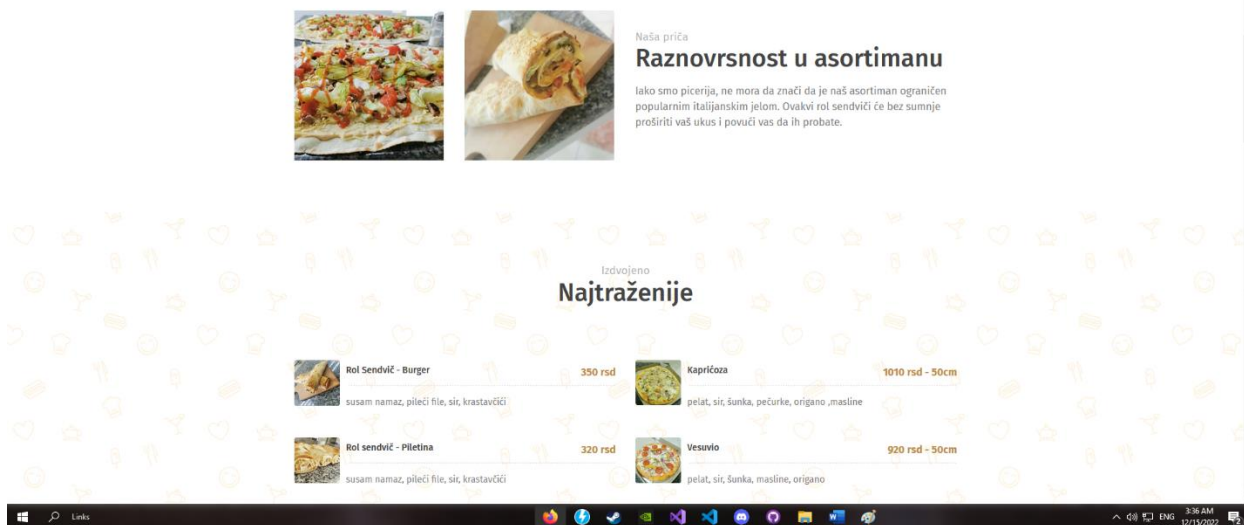 Naša priča
Raznovrsnost u asortimanu
Iako smo picerija, ne mora da znači da je naš asortiman ograničen
popularnim italijanskim jelom. Ovakvi rol sendviči će bez sumnje
proširiti vaš ukus i povući vas da ih probate.
Izdvojeno
Najtraženije
Rol Sendvič - Burger
350 rsd
susam namaz, pileći file, sir, krastavčići
Kaprićoza
1010 rsd - 50cm
pelat, sir, šunka, pečurke, origano ,masline
Rol sendvič - Piletina
320 rsd
susam namaz, pileći file, sir, krastavčići
Vesuvio
920 rsd - 50cm
pelat, sir, šunka, masline, origano
Links
ENG
3:36 AM
12/15/2022